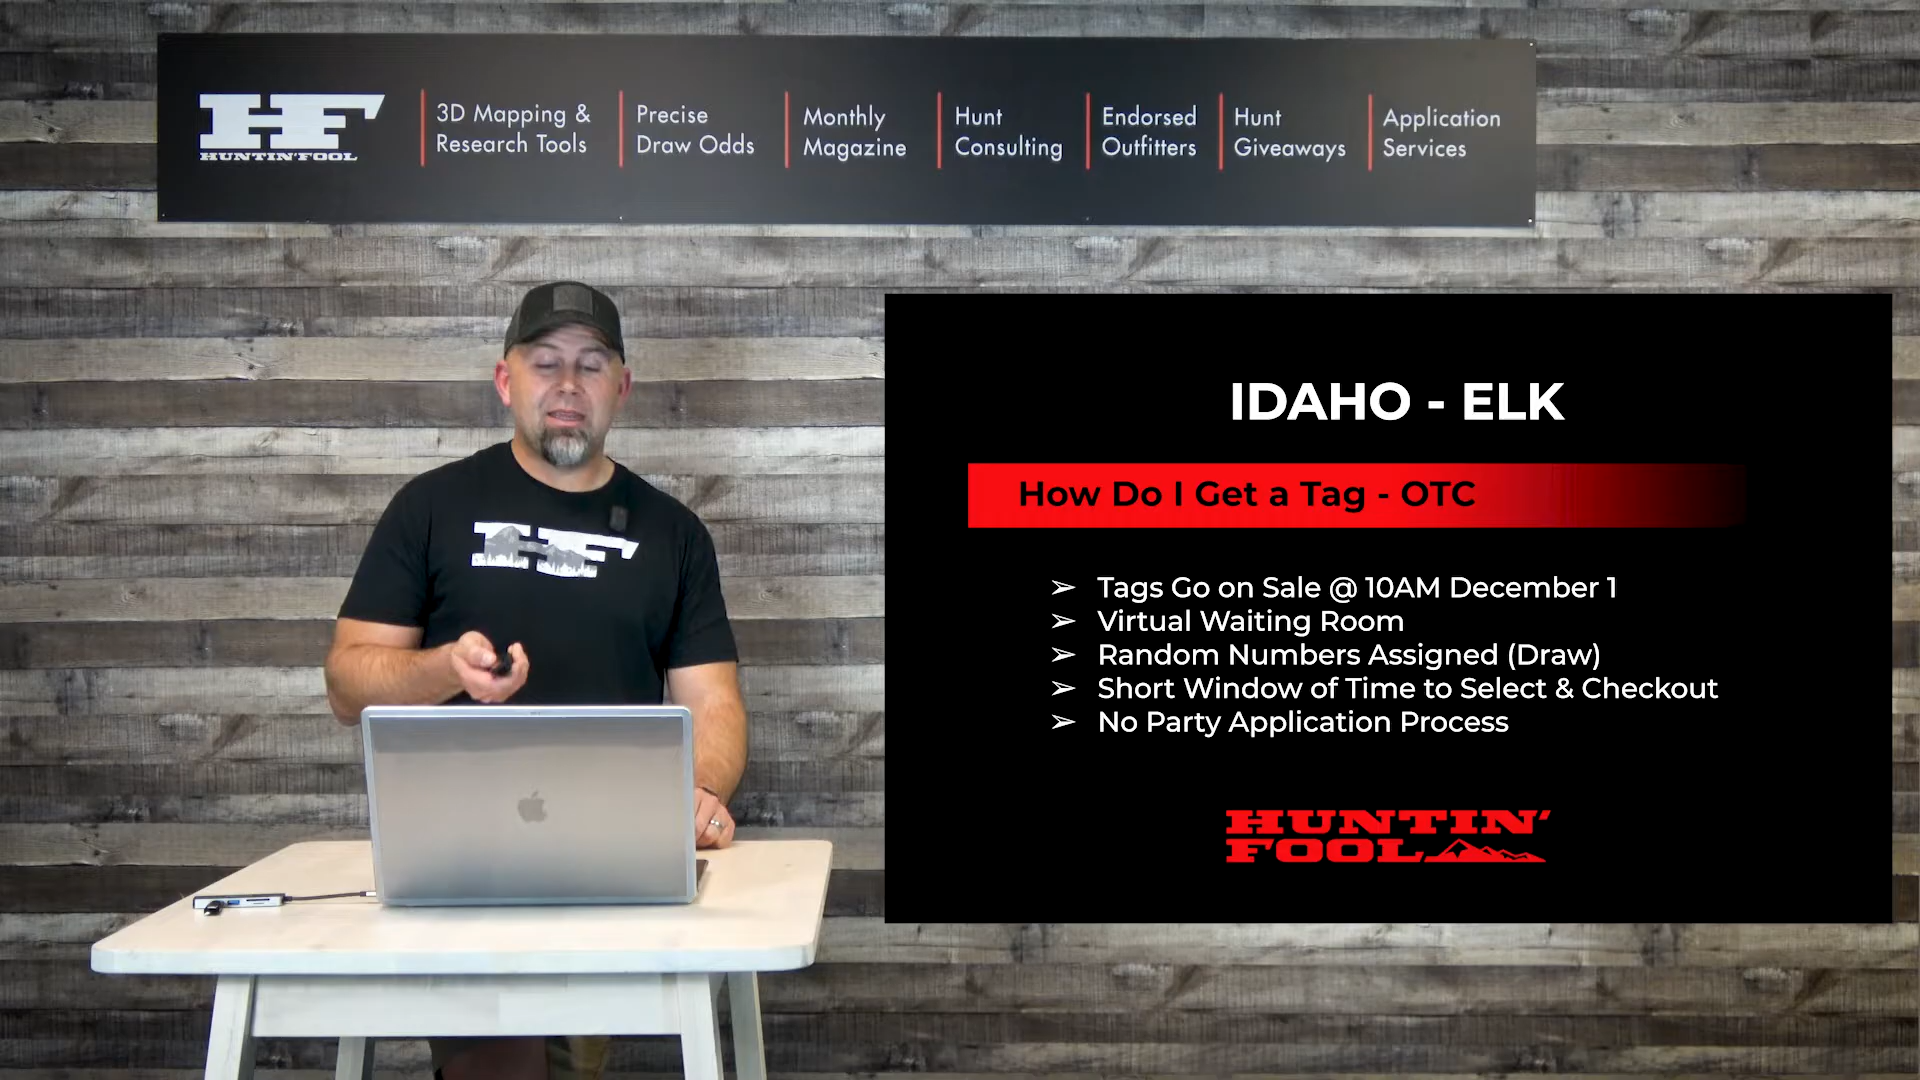 HF
HUNTIN'FOOL
3D Mapping &
Research Tools
Precise
Draw Odds
Monthly
Magazine
Hunt
Consulting
Endorsed
Outfitters
Hunt
Giveaways
Application
Services
HF
IDAHO - ELK
How Do I Get a Tag - OTC
➢ Tags Go on Sale @ 10AM December 1
➢ Virtual Waiting Room
➢ Random Numbers Assigned (Draw)
➢ Short Window of Time to Select & Checkout
➢ No Party Application Process
HUNTIN'
FOOL